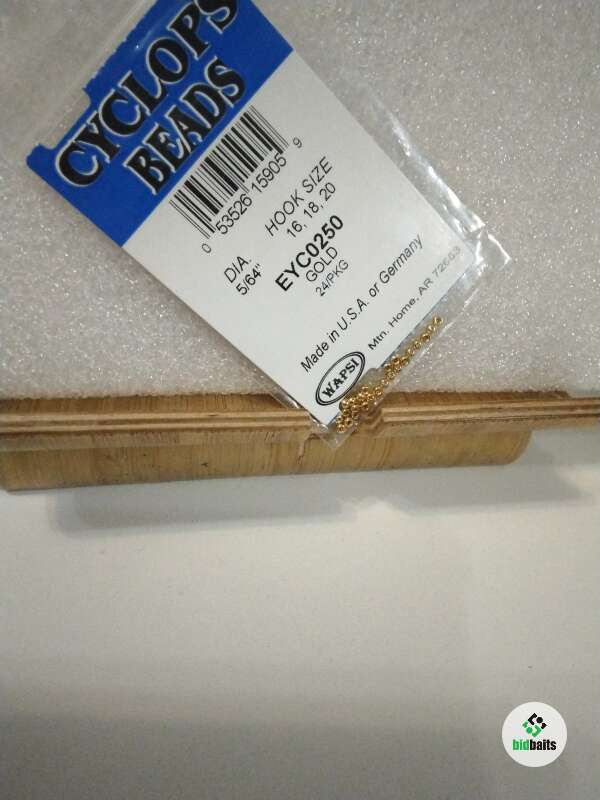 CYCLOPS
BEADS
0 53526 15905 9
DIA.
5/64"
HOOK SIZE
16, 18, 20
EYC0250
GOLD
24/PKG
Made in U.S.A. or Germany
WAPSI
Mtn. Home, AR 72653
bidbaits